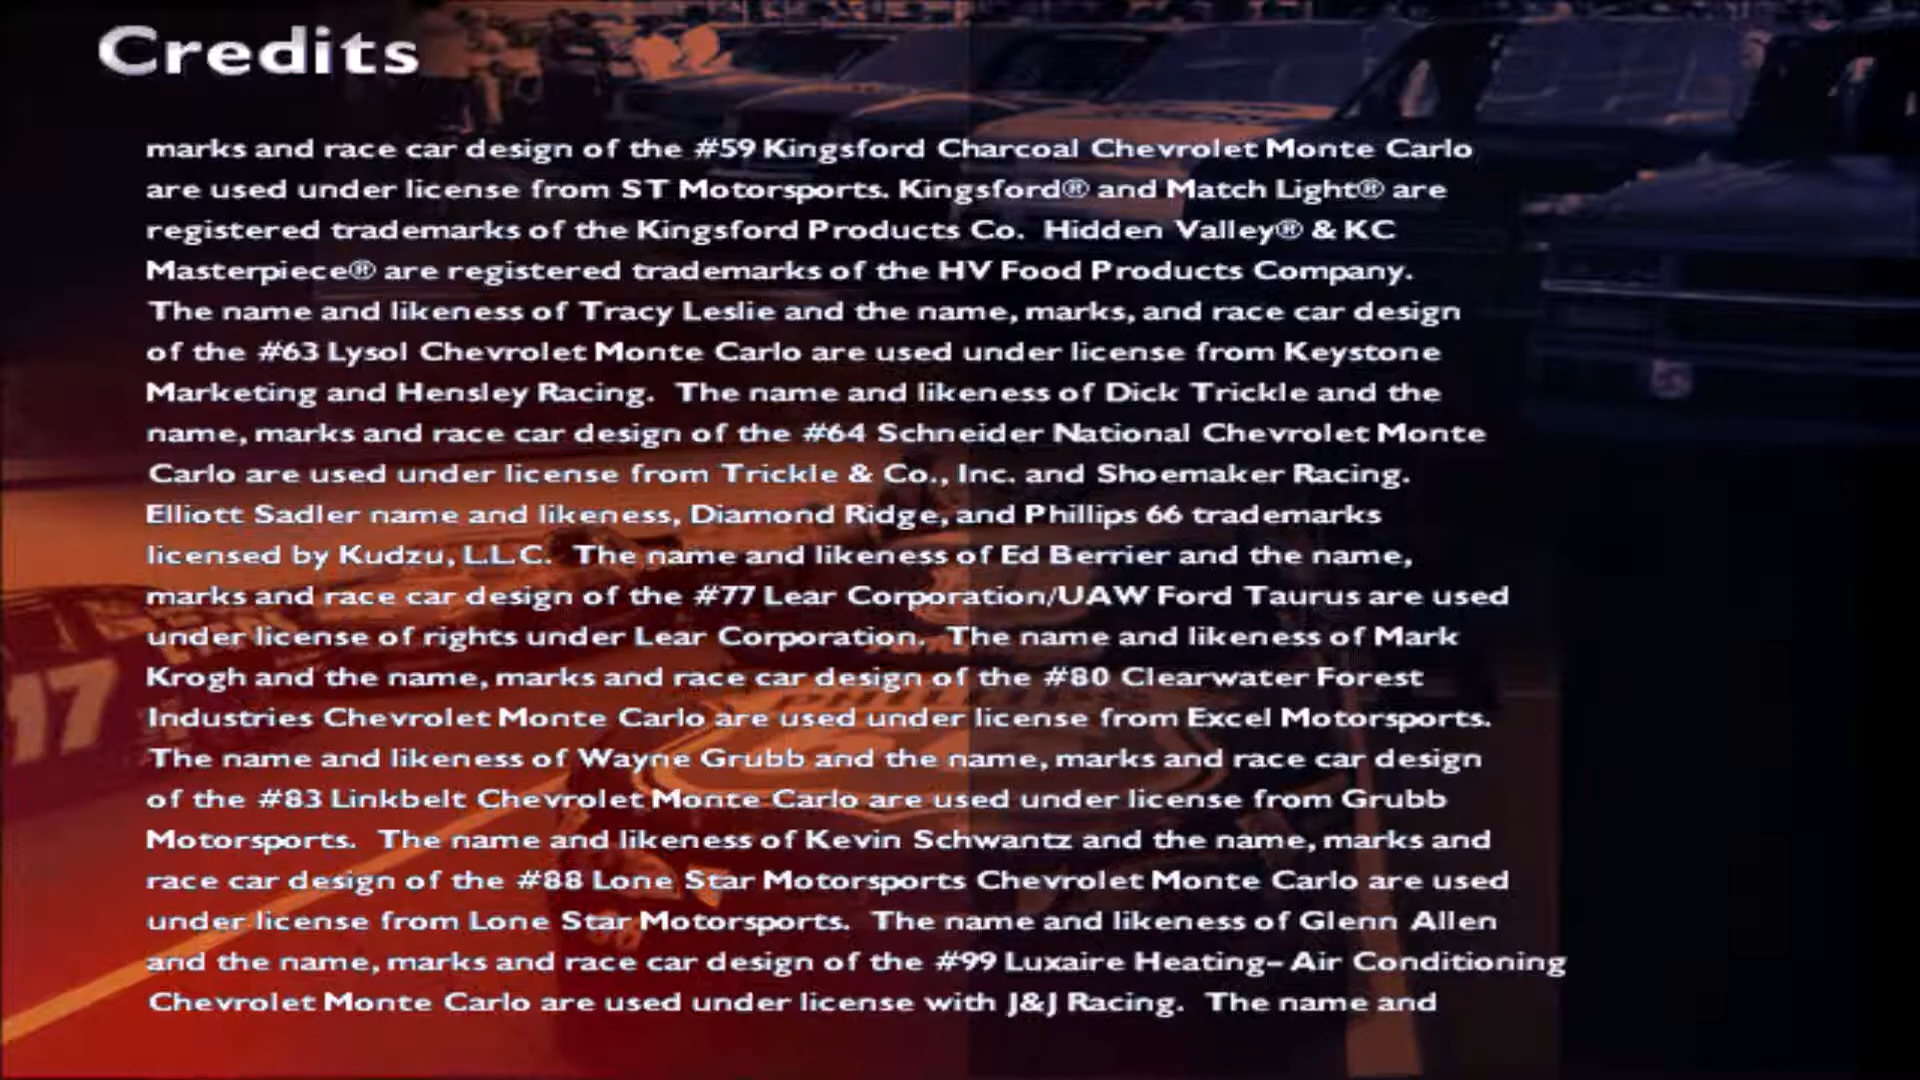 Credits
marks and race car design of the #59 Kingsford Charcoal Chevrolet Monte Carlo
are used under license from ST Motorsports. Kingsford® and Match Light® are
registered trademarks of the Kingsford Products Co.  Hidden Valley® & KC
Masterpiece® are registered trademarks of the HV Food Products Company.
The name and likeness of Tracy Leslie and the name, marks, and race car design
of the #63 Lysol Chevrolet Monte Carlo are used under license from Keystone
Marketing and Hensley Racing.  The name and likeness of Dick Trickle and the
name, marks and race car design of the #64 Schneider National Chevrolet Monte
Carlo are used under license from Trickle & Co., Inc. and Shoemaker Racing.
Elliott Sadler name and likeness, Diamond Ridge, and Phillips 66 trademarks
licensed by Kudzu, L.L.C.  The name and likeness of Ed Berrier and the name,
marks and race car design of the #77 Lear Corporation/UAW Ford Taurus are used
under license of rights under Lear Corporation.  The name and likeness of Mark
Krogh and the name, marks and race car design of the #80 Clearwater Forest
Industries Chevrolet Monte Carlo are used under license from Excel Motorsports.
The name and likeness of Wayne Grubb and the name, marks and race car design
of the #83 Linkbelt Chevrolet Monte Carlo are used under license from Grubb
Motorsports.  The name and likeness of Kevin Schwantz and the name, marks and
race car design of the #88 Lone Star Motorsports Chevrolet Monte Carlo are used
under license from Lone Star Motorsports.  The name and likeness of Glenn Allen
and the name, marks and race car design of the #99 Luxaire Heating- Air Conditioning
Chevrolet Monte Carlo are used under license with J&J Racing.  The name and
17